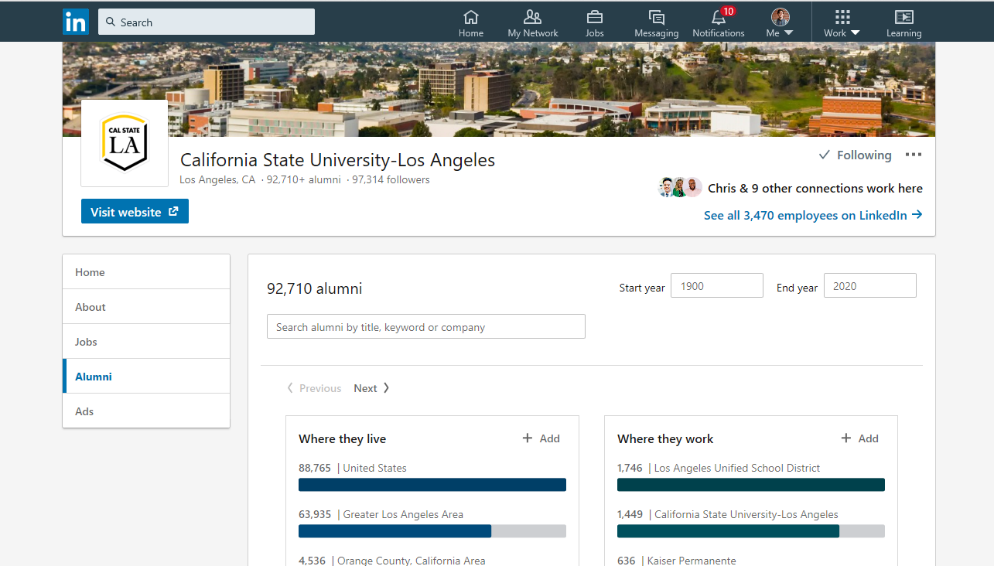 in
Search
Home
My Network
Jobs
Messaging
10
Notifications
Me
Work
Learning
CAL STATE
LA
California State University-Los Angeles
Los Angeles, CA · 92,710+ alumni · 97,314 followers
Following
Chris & 9 other connections work here
Visit website
See all 3,470 employees on LinkedIn
Home
About
Jobs
Alumni
Ads
92,710 alumni
Start year 1900 End year 2020
Search alumni by title, keyword or company
Previous Next
Where they live + Add
88,765 | United States
63,935 | Greater Los Angeles Area
4,536 | Orange County, California Area
Where they work + Add
1,746 | Los Angeles Unified School District
1,449 | California State University-Los Angeles
636 | Kaiser Permanente